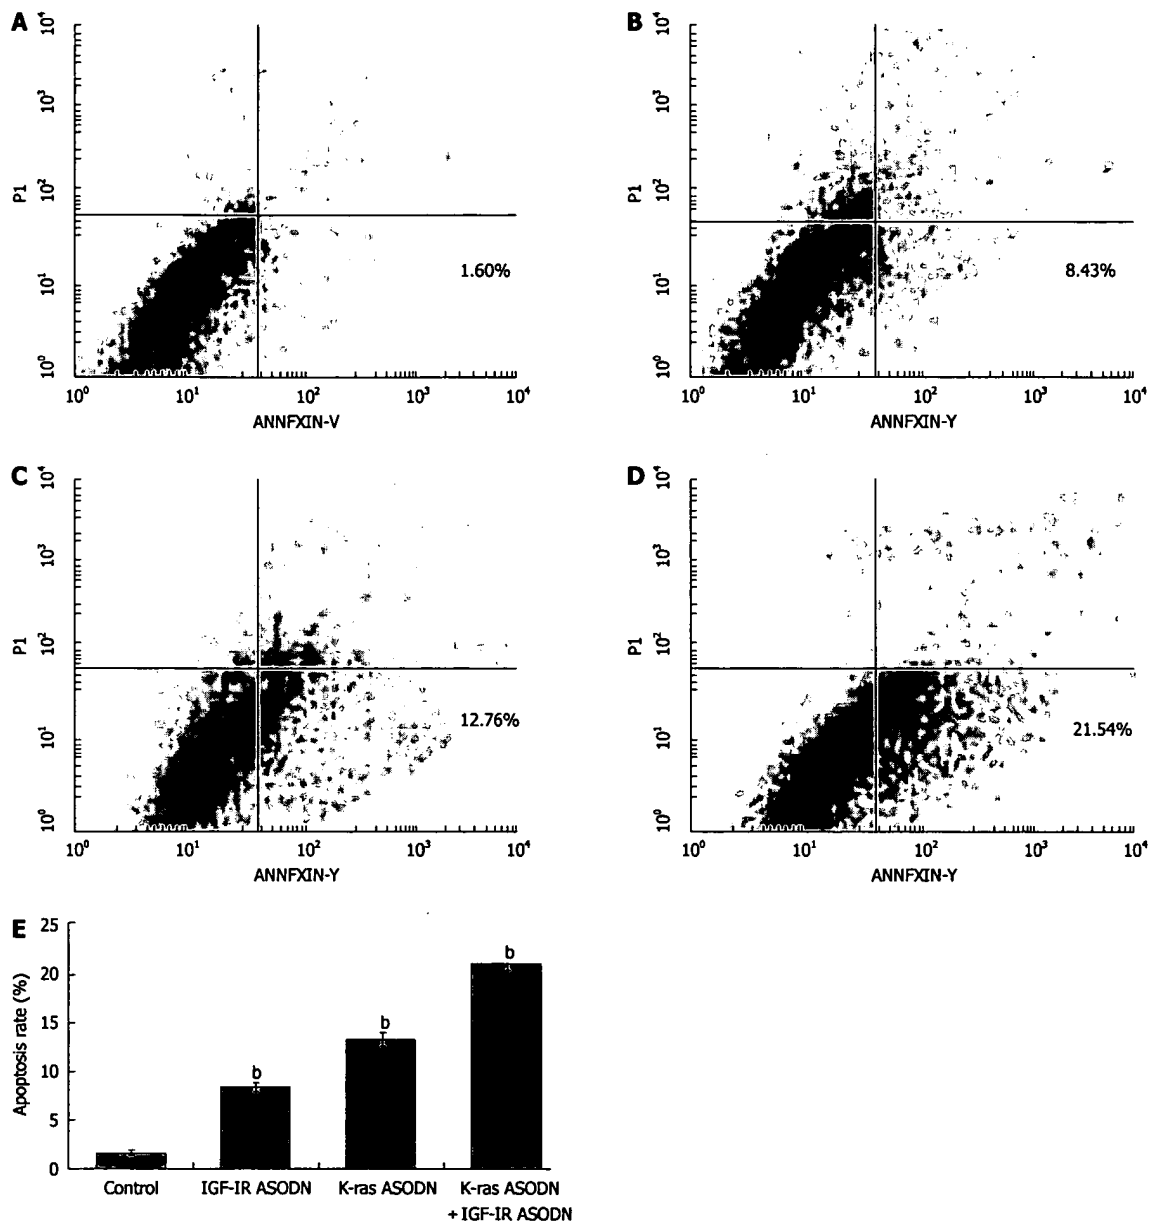 A
10⁴
10³
10²
10¹
10⁰
P1
1.60%
10⁰ 10¹ 10² 10³ 10⁴
ANNFXIN-V
B
10⁴
10³
10²
10¹
10⁰
P1
8.43%
10⁰ 10¹ 10² 10³ 10⁴
ANNFXIN-Y
C
10⁴
10³
10²
10¹
10⁰
P1
12.76%
10⁰ 10¹ 10² 10³ 10⁴
ANNFXIN-Y
D
10⁴
10³
10²
10¹
10⁰
P1
21.54%
10⁰ 10¹ 10² 10³ 10⁴
ANNFXIN-Y
E
25
20
15
10
5
0
Apoptosis rate (%)
b
b
b
Control IGF-IR ASODN K-ras ASODN K-ras ASODN
+ IGF-IR ASODN